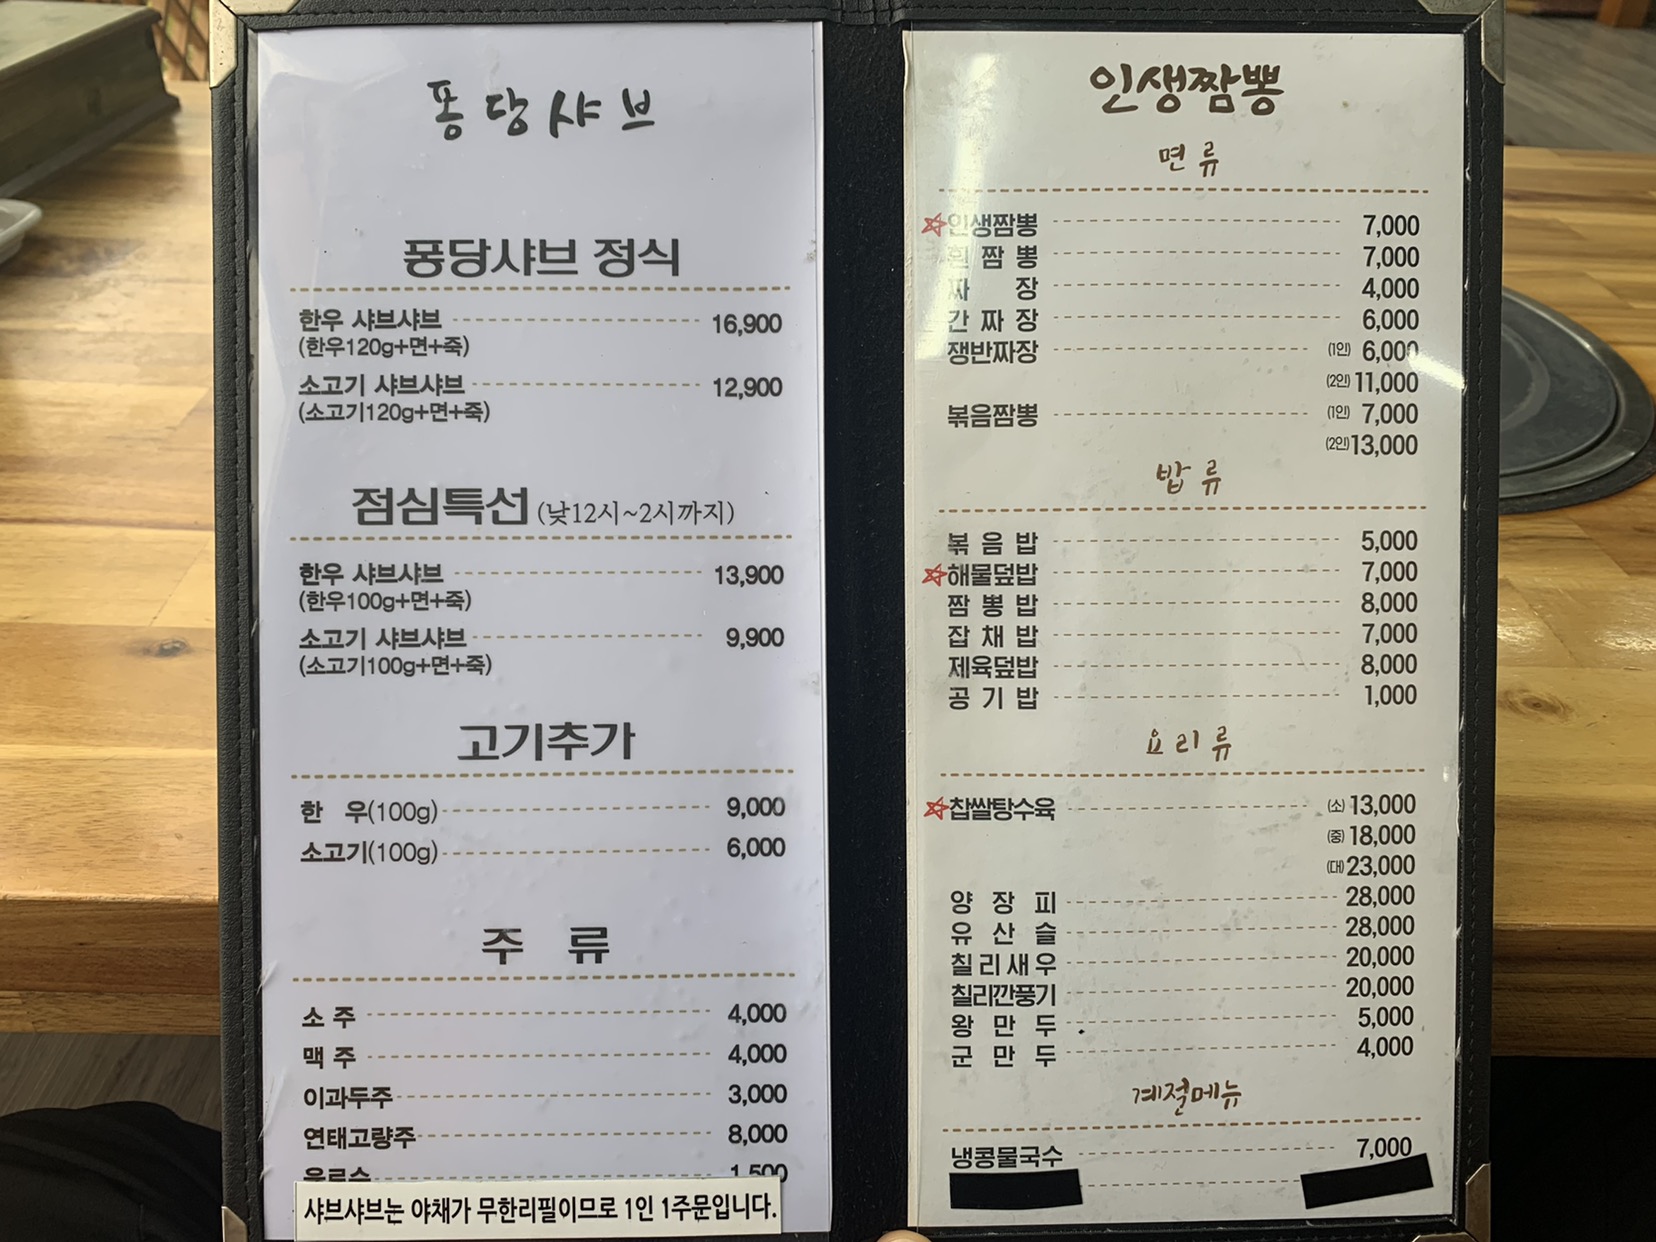 퐁당샤브
퐁당샤브 정식
한우 샤브샤브 16,900
(한우120g+면+죽)
소고기 샤브샤브 12,900
(소고기120g+면+죽)
점심특선 (낮12시~2시까지)
한우 샤브샤브 13,900
(한우100g+면+죽)
소고기 샤브샤브 9,900
(소고기100g+면+죽)
고기추가
한 우(100g) 9,000
소고기(100g) 6,000
주 류
소 주 4,000
맥 주 4,000
이과두주 3,000
연태고량주 8,000
1,500
샤브샤브는 야채가 무한리필이므로 1인 1주문입니다.
인생짬뽕
면 류
인생짬뽕 7,000
흰 짬 뽕 7,000
짜 장 4,000
간 짜 장 6,000
쟁반짜장 (1인) 6,000
(2인) 11,000
볶음짬뽕 (1인) 7,000
(2인) 13,000
밥 류
볶 음 밥 5,000
해물덮밥 7,000
짬 뽕 밥 8,000
잡 채 밥 7,000
제육덮밥 8,000
공 기 밥 1,000
요 리 류
찹쌀탕수육 (소) 13,000
(중) 18,000
(대) 23,000
양 장 피 28,000
유 산 슬 28,000
칠리새우 20,000
칠리깐풍기 20,000
왕 만 두 5,000
군 만 두 4,000
계절메뉴
냉콩물국수 7,000